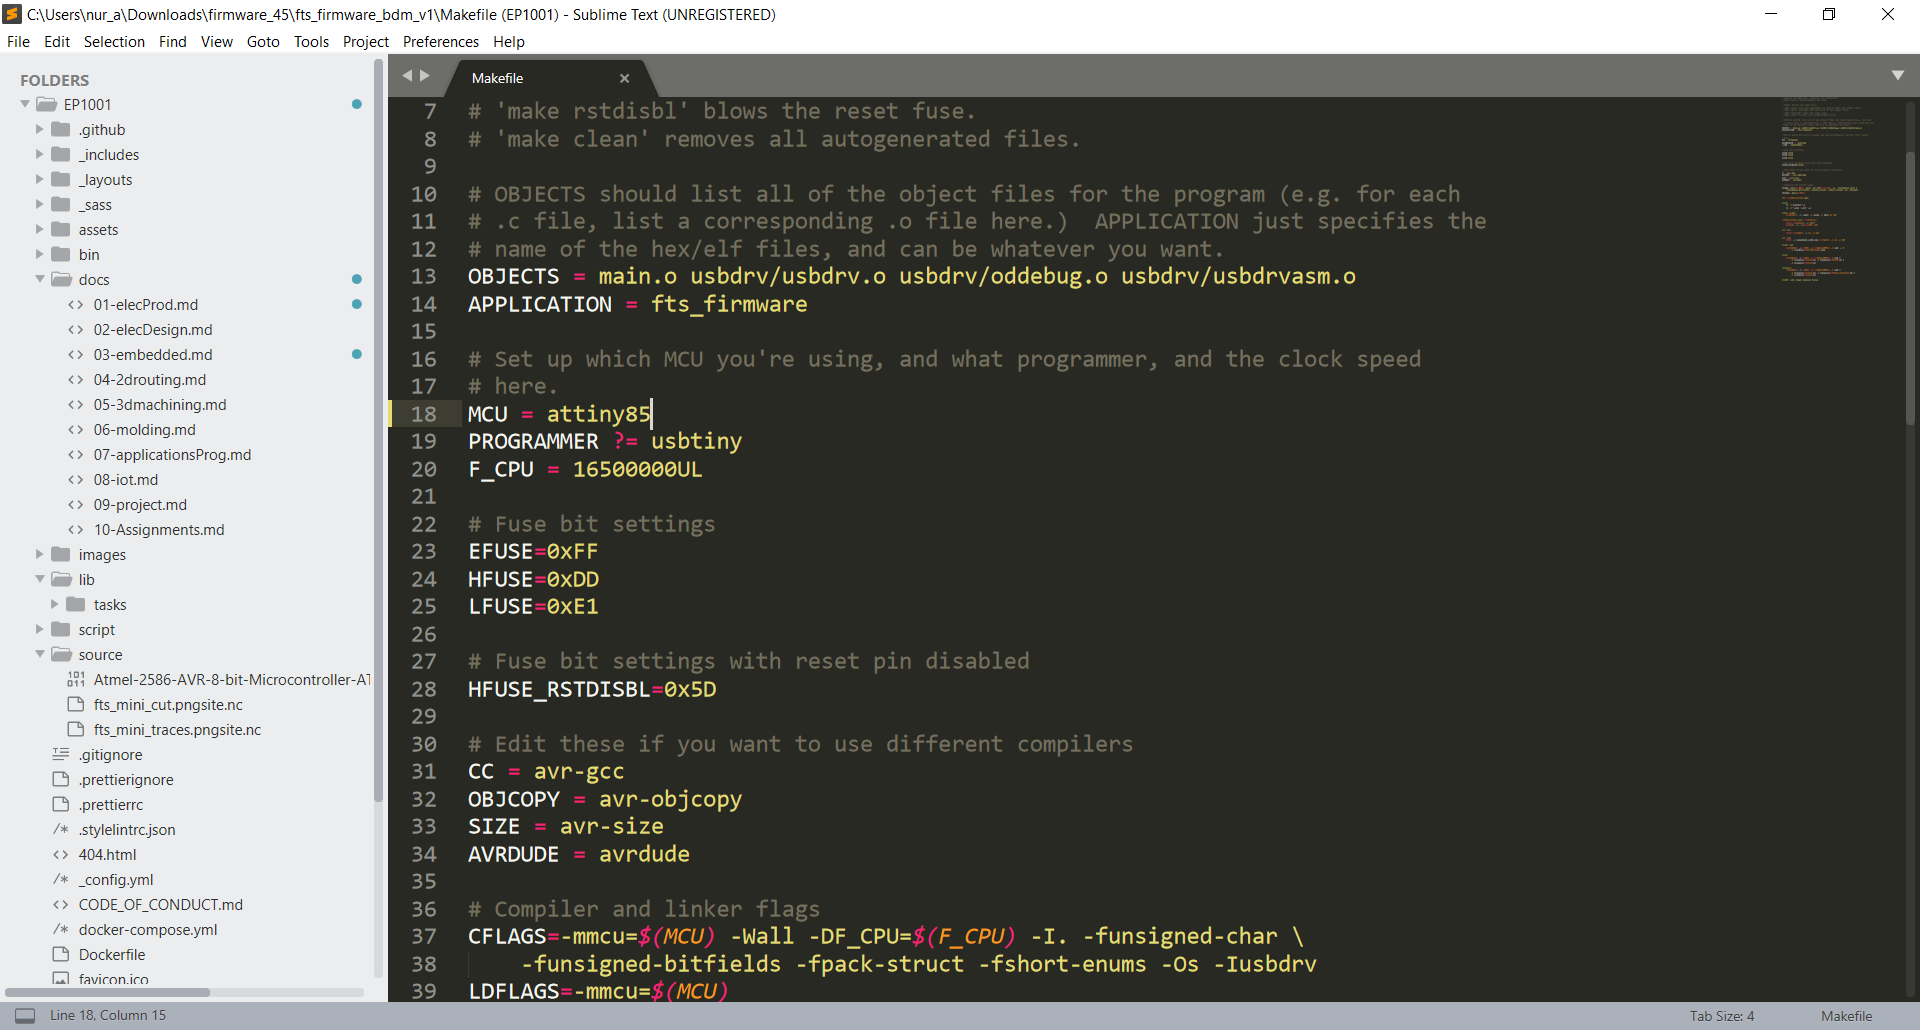 C:\Users\nur_a\Downloads\firmware_45\fts_firmware_bdm_v1\Makefile (EP1001) - Sublime Text (UNREGISTERED)
File Edit Selection Find View Goto Tools Project Preferences Help
FOLDERS
EP1001
.github
_includes
_layouts
_sass
assets
bin
docs
01-elecProd.md
02-elecDesign.md
03-embedded.md
04-2drouting.md
05-3dmachining.md
06-molding.md
07-applicationsProg.md
08-iot.md
09-project.md
10-Assignments.md
images
lib
tasks
script
source
Atmel-2586-AVR-8-bit-Microcontroller-AT
fts_mini_cut.pngsite.nc
fts_mini_traces.pngsite.nc
.gitignore
.prettierignore
.prettierrc
.stylelintrc.json
404.html
_config.yml
CODE_OF_CONDUCT.md
docker-compose.yml
Dockerfile
favicon.ico
Makefile
7 # 'make rstdisbl' blows the reset fuse.
8 # 'make clean' removes all autogenerated files.
9
10 # OBJECTS should list all of the object files for the program (e.g. for each
11 # .c file, list a corresponding .o file here.)  APPLICATION just specifies the
12 # name of the hex/elf files, and can be whatever you want.
13 OBJECTS = main.o usbdrv/usbdrv.o usbdrv/oddebug.o usbdrv/usbdrvasm.o
14 APPLICATION = fts_firmware
15
16 # Set up which MCU you're using, and what programmer, and the clock speed
17 # here.
18 MCU = attiny85
19 PROGRAMMER ?= usbtiny
20 F_CPU = 16500000UL
21
22 # Fuse bit settings
23 EFUSE=0xFF
24 HFUSE=0xDD
25 LFUSE=0xE1
26
27 # Fuse bit settings with reset pin disabled
28 HFUSE_RSTDISBL=0x5D
29
30 # Edit these if you want to use different compilers
31 CC = avr-gcc
32 OBJCOPY = avr-objcopy
33 SIZE = avr-size
34 AVRDUDE = avrdude
35
36 # Compiler and linker flags
37 CFLAGS=-mmcu=$(MCU) -Wall -DF_CPU=$(F_CPU) -I. -funsigned-char \
38     -funsigned-bitfields -fpack-struct -fshort-enums -Os -Iusbdrv
39 LDFLAGS=-mmcu=$(MCU)
Line 18, Column 15
Tab Size: 4
Makefile